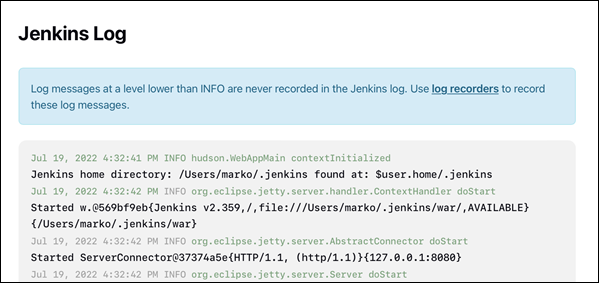 Jenkins Log
Log messages at a level lower than INFO are never recorded in the Jenkins log. Use log recorders to record
these log messages.
Jul 19, 2022 4:32:41 PM INFO hudson.WebAppMain contextInitialized
Jenkins home directory: /Users/marko/.jenkins found at: $user.home/.jenkins
Jul 19, 2022 4:32:42 PM INFO org.eclipse.jetty.server.handler.ContextHandler doStart
Started w.@569bf9eb{Jenkins v2.359,/,file:///Users/marko/.jenkins/war/,AVAILABLE}
{/Users/marko/.jenkins/war}
Jul 19, 2022 4:32:42 PM INFO org.eclipse.jetty.server.AbstractConnector doStart
Started ServerConnector@37374a5e{HTTP/1.1, (http/1.1)}{127.0.0.1:8080}
Jul 19, 2022 4:32:42 PM INFO org.eclipse.jetty.server.Server doStart